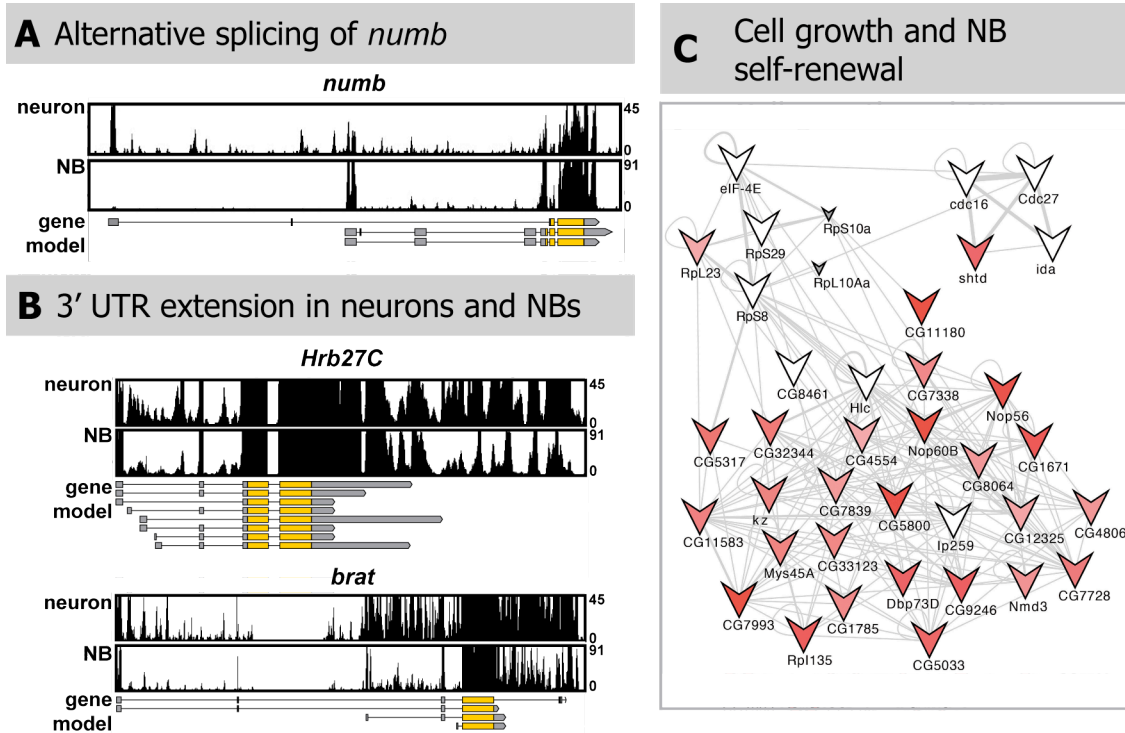 A Alternative splicing of numb
numb
neuron
45
0
NB
91
0
gene
model
B 3′ UTR extension in neurons and NBs
Hrb27C
neuron
45
0
NB
91
0
gene
model
brat
neuron
45
0
NB
91
0
gene
model
C Cell growth and NB
self-renewal
eIF-4E
cdc16
Cdc27
RpS10a
RpS29
RpL23
shtd
ida
RpL10Aa
RpS8
CG11180
CG8461
Hlc
CG7338
Nop56
CG5317
CG32344
CG4554
Nop60B
CG8064
CG1671
CG11583
kz
CG7839
CG5800
Ip259
CG12325
CG4806
Mys45A
CG33123
Dbp73D
CG9246
Nmd3
CG7728
CG7993
RpI135
CG1785
CG5033